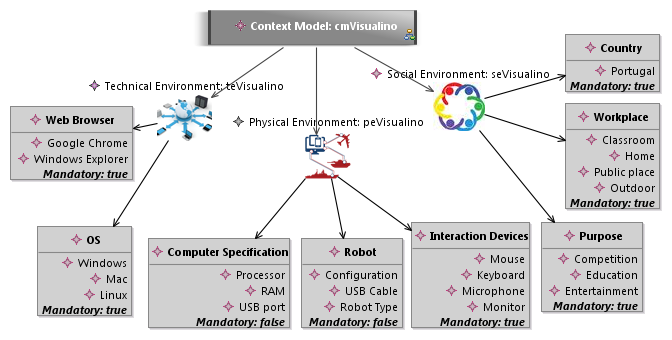 Context Model: cmVisualino
Technical Environment: teVisualino
Social Environment: seVisualino
Physical Environment: peVisualino
Country
Portugal
Mandatory: true
Web Browser
Google Chrome
Windows Explorer
Mandatory: true
Workplace
Classroom
Home
Public place
Outdoor
Mandatory: true
OS
Windows
Mac
Linux
Mandatory: true
Computer Specification
Processor
RAM
USB port
Mandatory: false
Robot
Configuration
USB Cable
Robot Type
Mandatory: false
Interaction Devices
Mouse
Keyboard
Microphone
Monitor
Mandatory: true
Purpose
Competition
Education
Entertainment
Mandatory: true